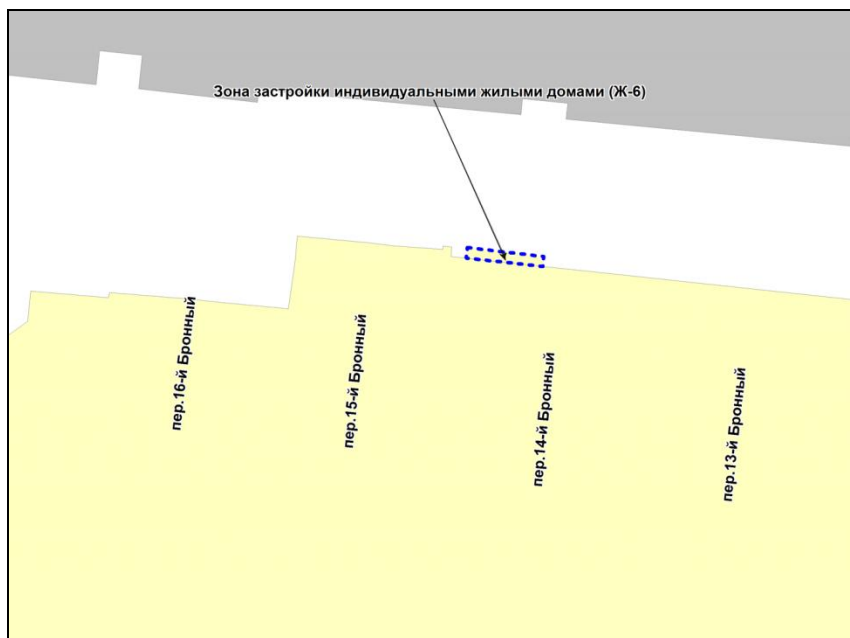 Зона застройки индивидуальными жилыми домами (Ж-6)
пер.16-й Бронный
пер.15-й Бронный
пер.14-й Бронный
пер.13-й Бронный